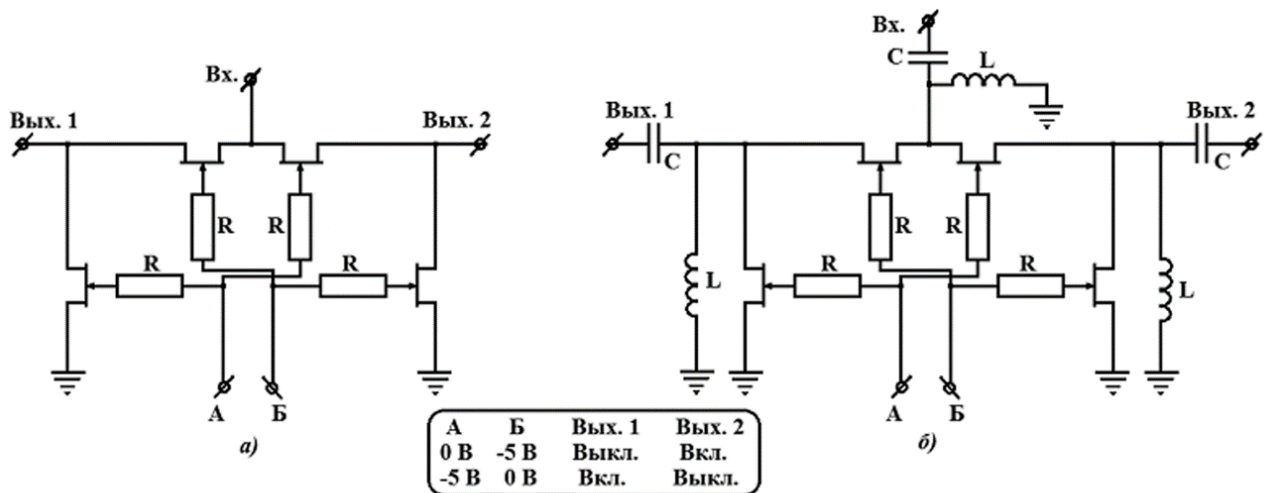 Вх.
Вых. 1
Вых. 2
R
R
R
R
А
Б
а)
Вх.
C
L
Вых. 1
Вых. 2
C
C
R
R
R
R
L
L
А
Б
б)
А Б Вых. 1 Вых. 2
0 В -5 В Выкл. Вкл.
-5 В 0 В Вкл. Выкл.